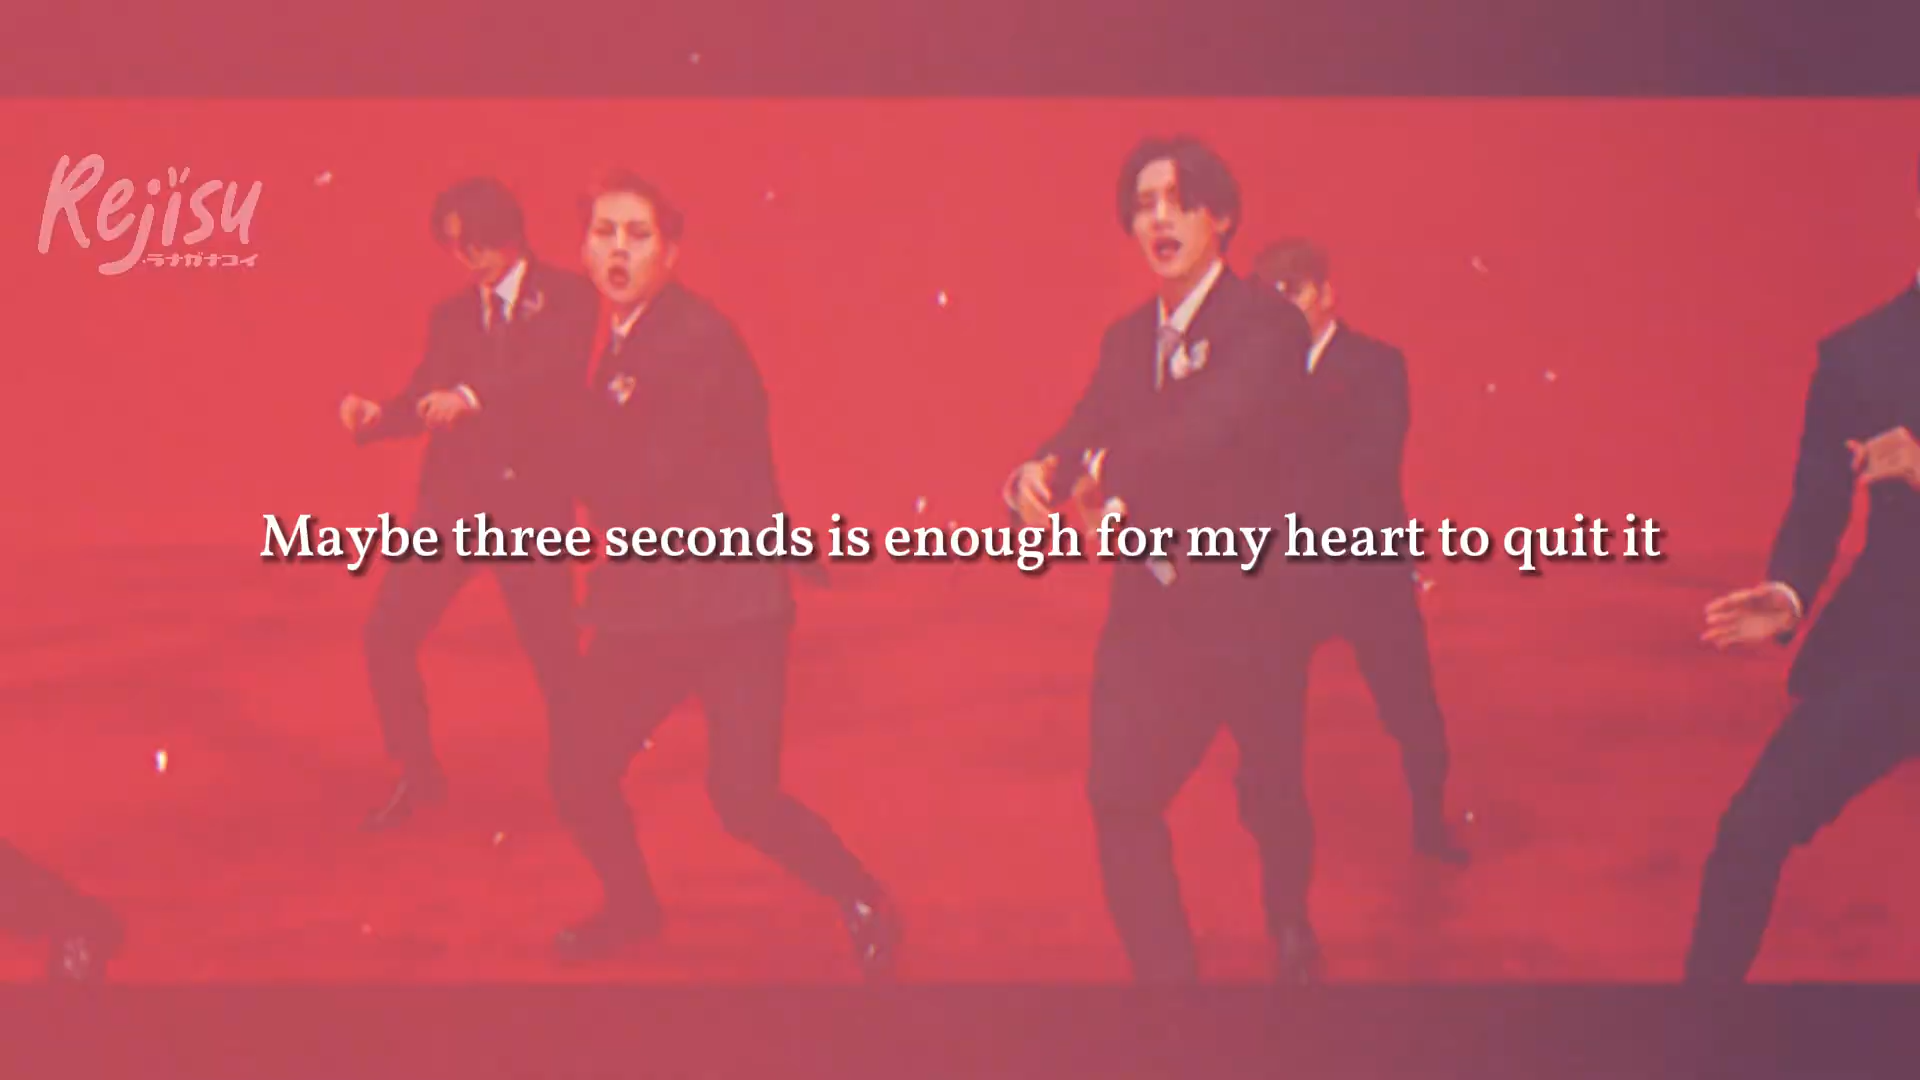 Rejisu
ラナガナコイ
Maybe three seconds is enough for my heart to quit it